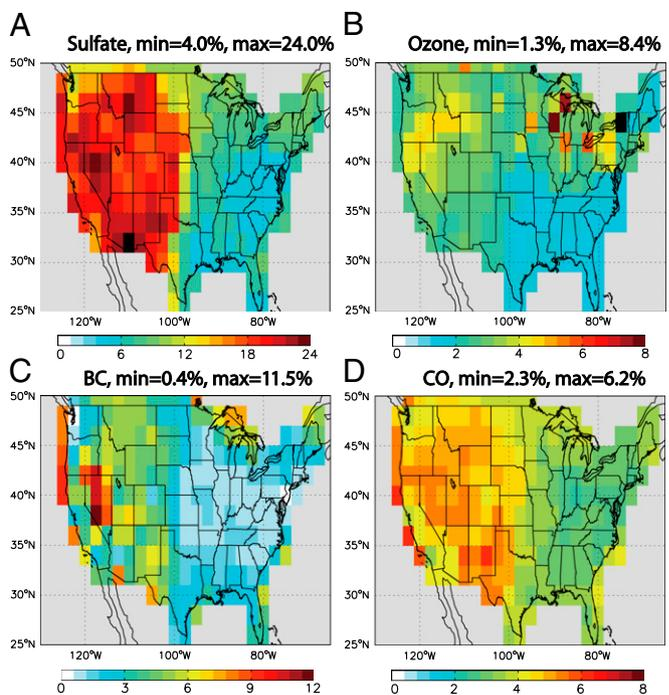 A
Sulfate, min=4.0%, max=24.0%
50°N
45°N
40°N
35°N
30°N
25°N
120°W 100°W 80°W
0 6 12 18 24
B
Ozone, min=1.3%, max=8.4%
50°N
45°N
40°N
35°N
30°N
25°N
120°W 100°W 80°W
0 2 4 6 8
C
BC, min=0.4%, max=11.5%
50°N
45°N
40°N
35°N
30°N
25°N
120°W 100°W 80°W
0 3 6 9 12
D
CO, min=2.3%, max=6.2%
50°N
45°N
40°N
35°N
30°N
25°N
120°W 100°W 80°W
0 2 4 6 8